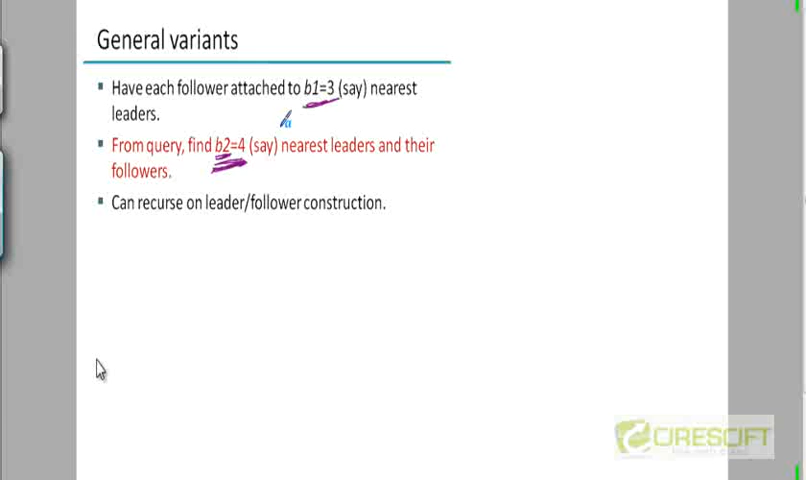 General variants
▪ Have each follower attached to b1=3 (say) nearest
leaders.
▪ From query, find b2=4 (say) nearest leaders and their
followers.
▪ Can recurse on leader/follower construction.
CIRESCIFT